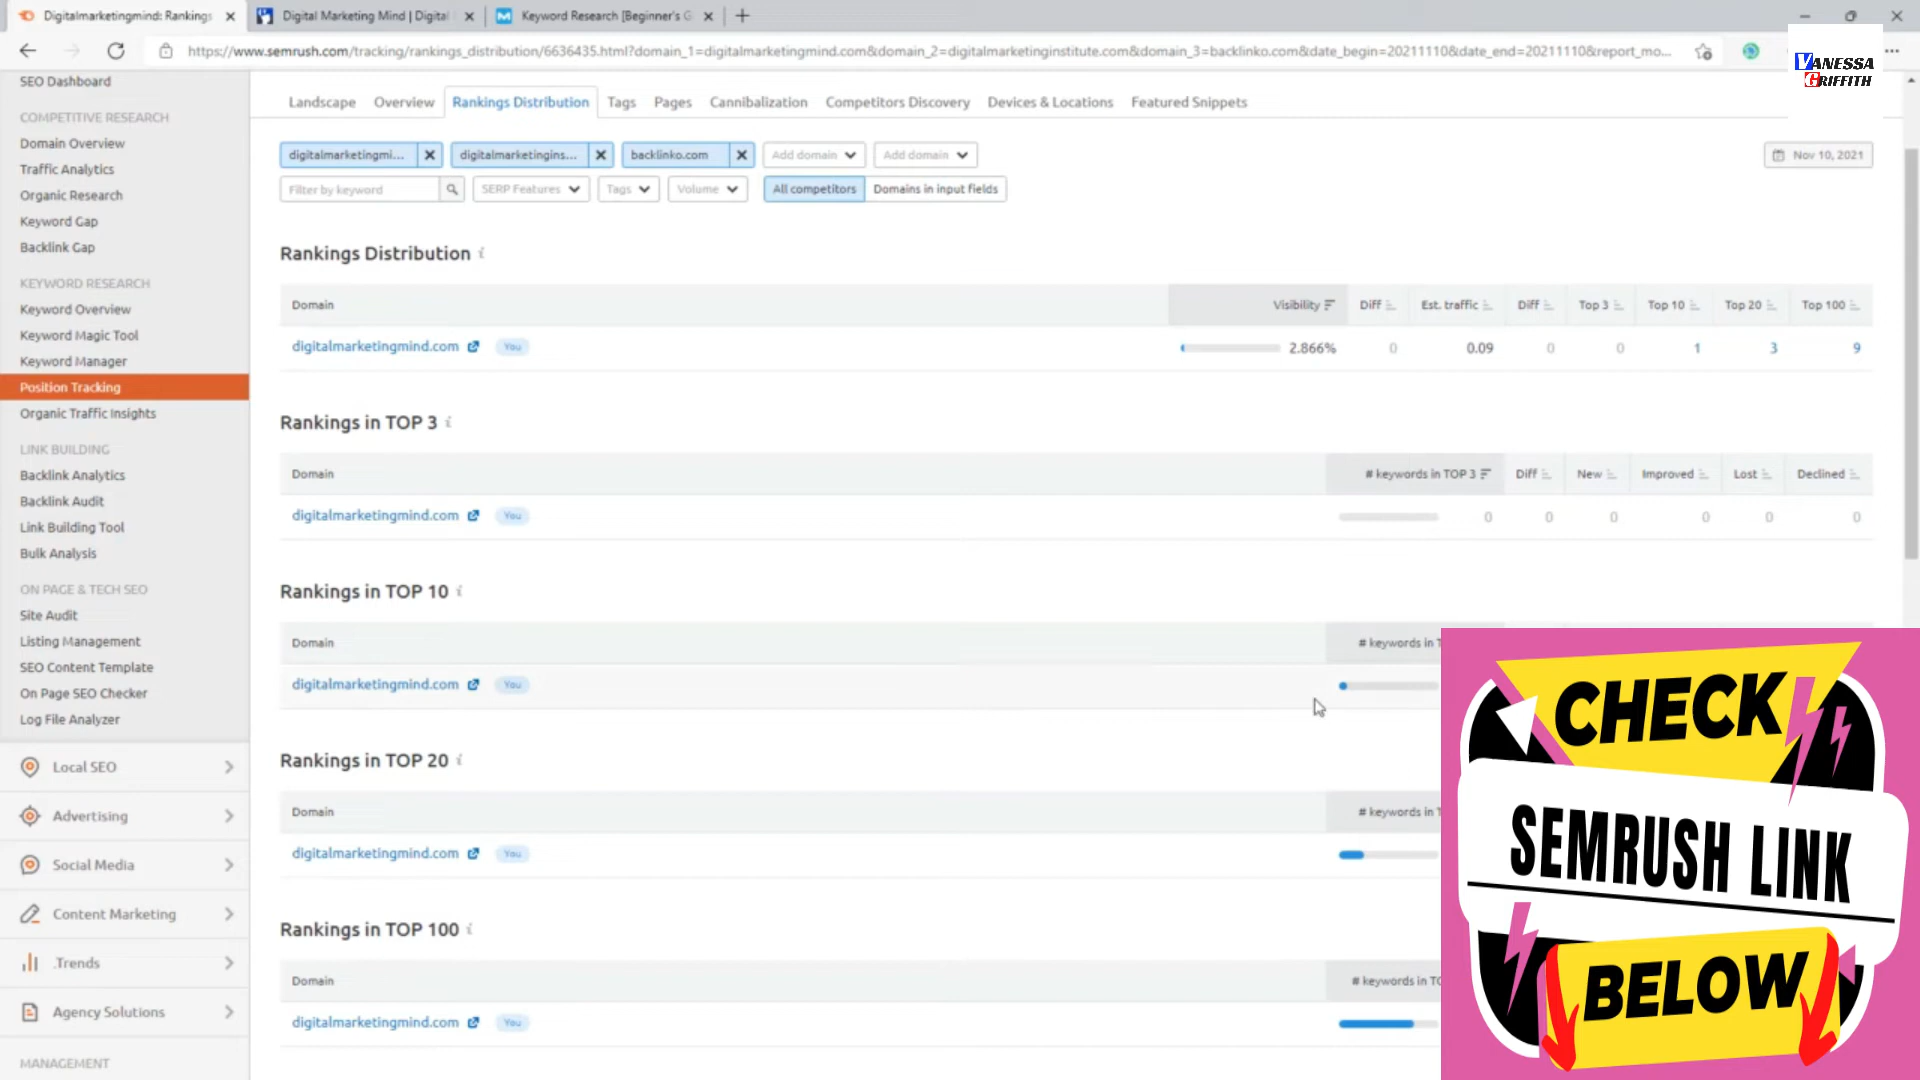 Digitalmarketingmind: Rankings
Digital Marketing Mind | Digital
Keyword Research [Beginner's G
https://www.semrush.com/tracking/rankings_distribution/6636435.html?domain_1=digitalmarketingmind.com&domain_2=digitalmarketinginstitute.com&domain_3=backlinko.com&date_begin=20211110&date_end=20211110&report_mo...
VANESSA
GRIFFITH
SEO Dashboard
COMPETITIVE RESEARCH
Domain Overview
Traffic Analytics
Organic Research
Keyword Gap
Backlink Gap
KEYWORD RESEARCH
Keyword Overview
Keyword Magic Tool
Keyword Manager
Position Tracking
Organic Traffic Insights
LINK BUILDING
Backlink Analytics
Backlink Audit
Link Building Tool
Bulk Analysis
ON PAGE & TECH SEO
Site Audit
Listing Management
SEO Content Template
On Page SEO Checker
Log File Analyzer
Local SEO
Advertising
Social Media
Content Marketing
.Trends
Agency Solutions
MANAGEMENT
Landscape Overview Rankings Distribution Tags Pages Cannibalization Competitors Discovery Devices & Locations Featured Snippets
digitalmarketingmi... digitalmarketingins... backlinko.com Add domain Add domain Nov 10, 2021
Filter by keyword SERP Features Tags Volume All competitors Domains in input fields
Rankings Distribution i
Domain Visibility Diff Est. traffic Diff Top 3 Top 10 Top 20 Top 100
digitalmarketingmind.com You 2.866% 0 0.09 0 0 1 3 9
Rankings in TOP 3 i
Domain # keywords in TOP 3 Diff New Improved Lost Declined
digitalmarketingmind.com You 0 0 0 0 0 0
Rankings in TOP 10 i
Domain # keywords in T
digitalmarketingmind.com You
Rankings in TOP 20 i
Domain # keywords in T
digitalmarketingmind.com You
Rankings in TOP 100 i
Domain # keywords in TO
digitalmarketingmind.com You
CHECK
SEMRUSH LINK
BELOW